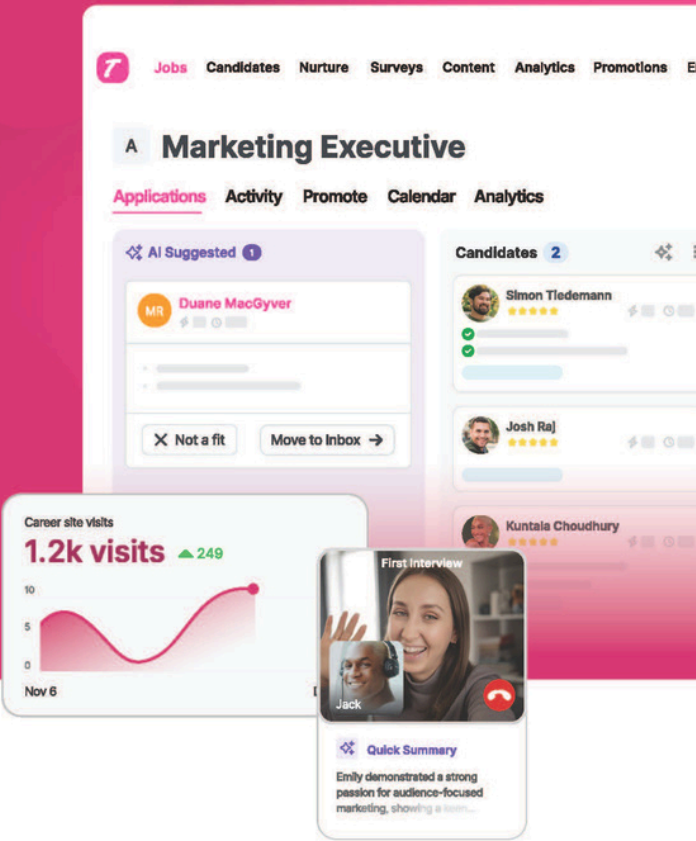 T
Jobs Candidates Nurture Surveys Content Analytics Promotions
A Marketing Executive
Applications Activity Promote Calendar Analytics
AI Suggested 1
MR Duane MacGyver
Not a fit
Move to Inbox →
Candidates 2
Simon Tiedemann
Josh Raj
Kuntala Choudhury
Career site visits
1.2k visits ▲ 249
10
5
0
Nov 6
First Interview
Jack
Quick Summary
Emily demonstrated a strong
passion for audience-focused
marketing, showing a keen...